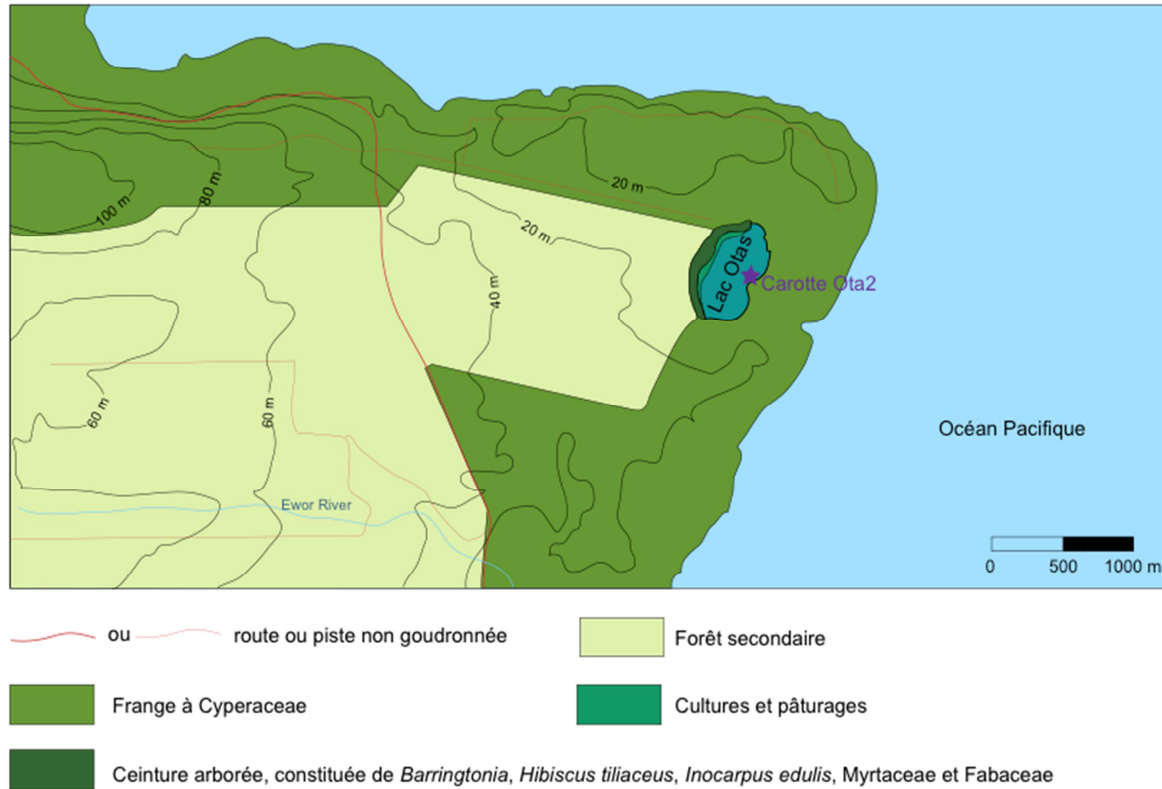 100 m
80 m
20 m
20 m
40 m
Lac Otas
Carotte Ota2
60 m
60 m
Océan Pacifique
Ewor River
0 500 1000 m
ou route ou piste non goudronnée
Forêt secondaire
Frange à Cyperaceae
Cultures et pâturages
Ceinture arborée, constituée de Barringtonia, Hibiscus tiliaceus, Inocarpus edulis, Myrtaceae et Fabaceae